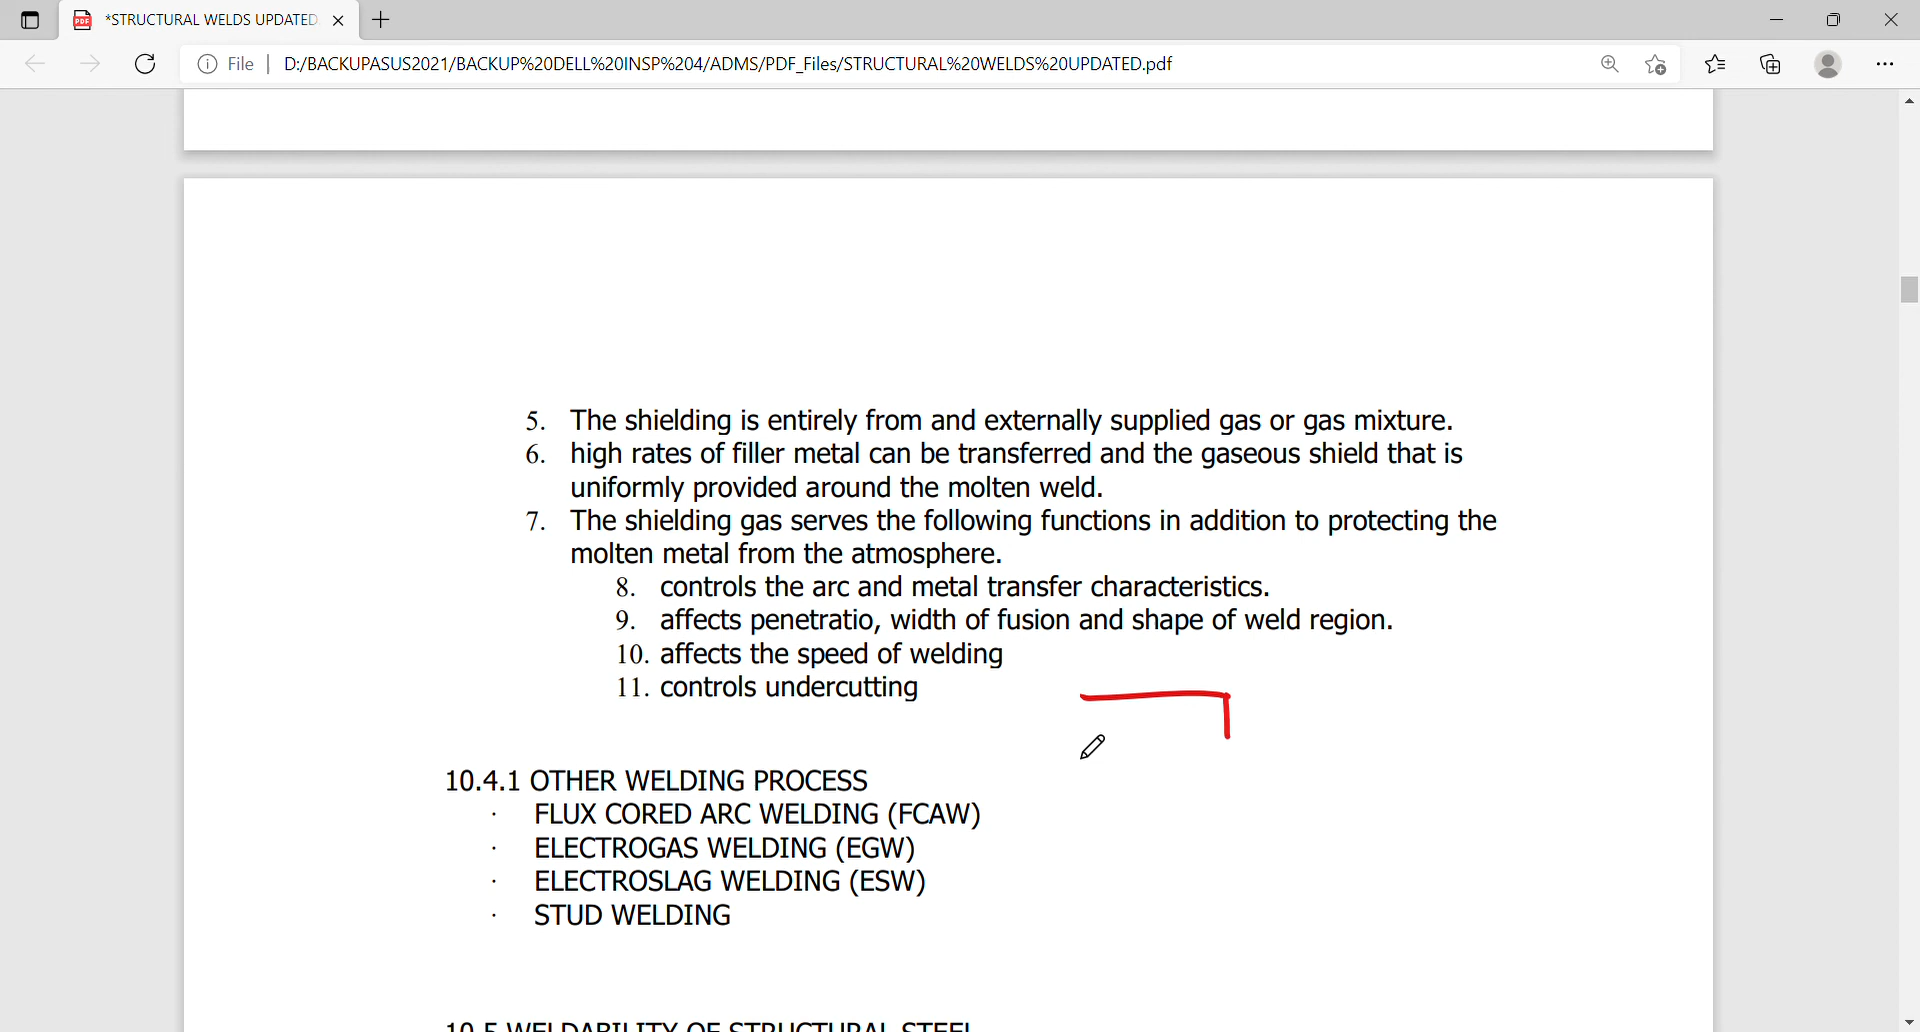 *STRUCTURAL WELDS UPDATED
File
D:/BACKUPASUS2021/BACKUP%20DELL%20INSP%204/ADMS/PDF_Files/STRUCTURAL%20WELDS%20UPDATED.pdf
5. The shielding is entirely from and externally supplied gas or gas mixture.
6. high rates of filler metal can be transferred and the gaseous shield that is
uniformly provided around the molten weld.
7. The shielding gas serves the following functions in addition to protecting the
molten metal from the atmosphere.
8. controls the arc and metal transfer characteristics.
9. affects penetratio, width of fusion and shape of weld region.
10. affects the speed of welding
11. controls undercutting
10.4.1 OTHER WELDING PROCESS
· FLUX CORED ARC WELDING (FCAW)
· ELECTROGAS WELDING (EGW)
· ELECTROSLAG WELDING (ESW)
· STUD WELDING
10.5 WELDABILITY OF STRUCTURAL STEEL